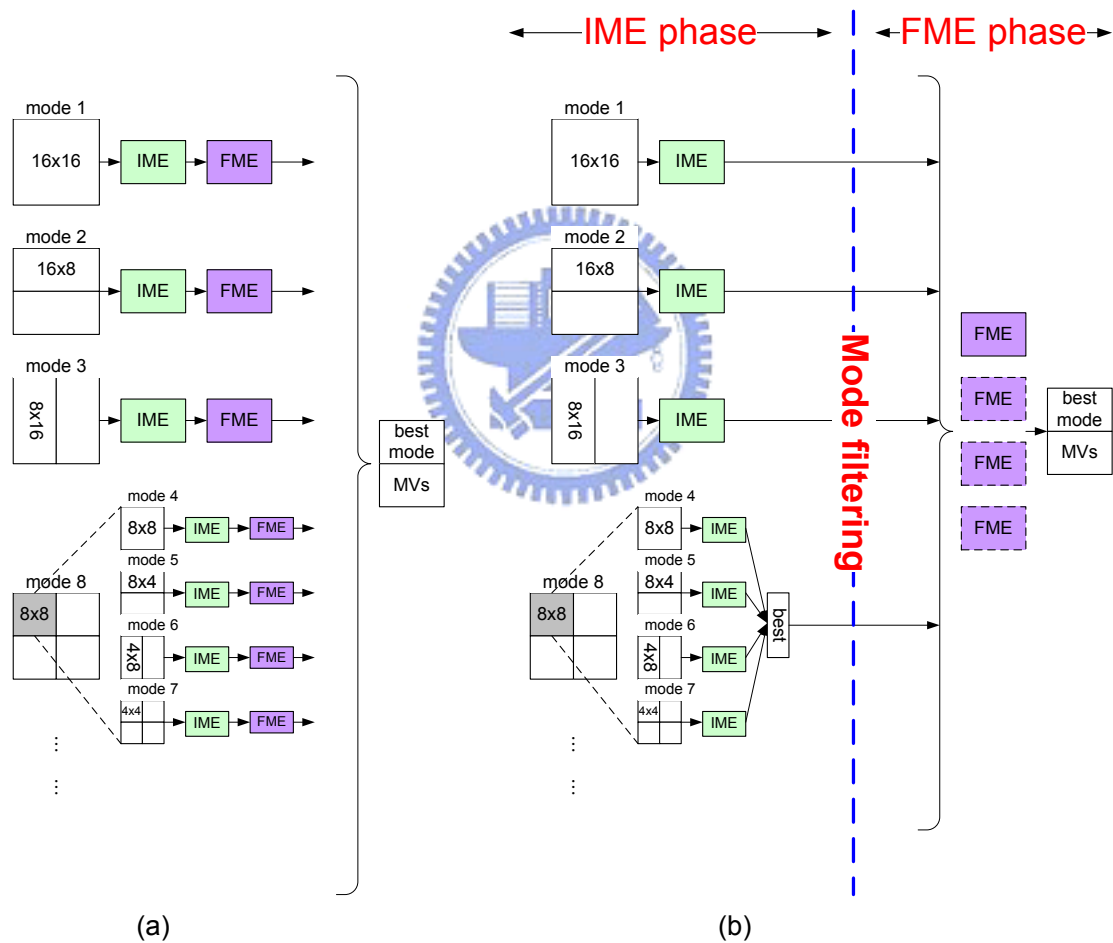 IME phase
FME phase
mode 1
16x16
IME
FME
mode 2
16x8
IME
FME
mode 3
8x16
IME
FME
mode 4
8x8
IME
FME
mode 5
8x4
IME
FME
mode 8
8x8
mode 6
4x8
IME
FME
mode 7
4x4
IME
FME
...
...
best
mode
MVs
(a)
mode 1
16x16
IME
mode 2
16x8
IME
mode 3
8x16
IME
mode 4
8x8
IME
mode 5
8x4
IME
mode 8
8x8
mode 6
4x8
IME
mode 7
4x4
IME
...
...
best
Mode filtering
FME
FME
FME
FME
best
mode
MVs
(b)